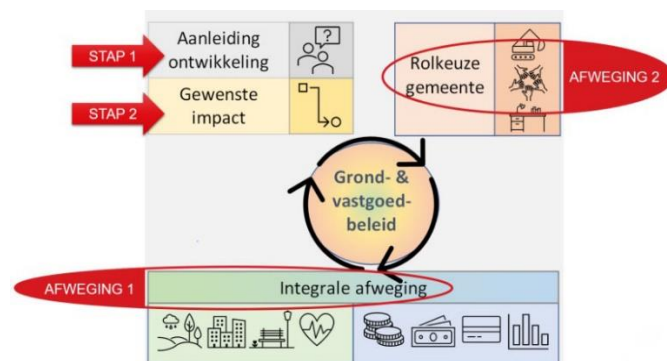 STAP 1
Aanleiding
ontwikkeling
?
STAP 2
Gewenste
impact
Rolkeuze
gemeente
AFWEGING 2
Grond- &
vastgoed-
beleid
AFWEGING 1
Integrale afweging